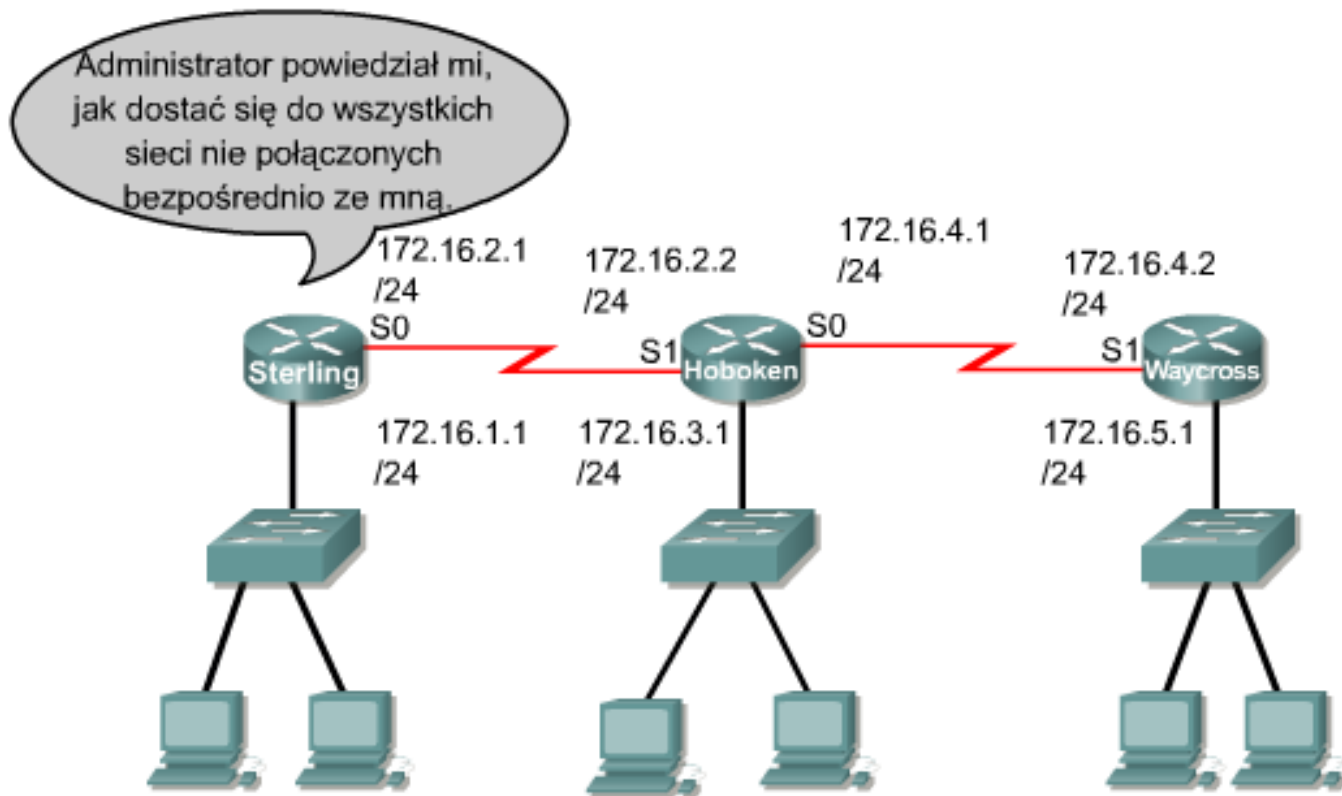 Administrator powiedział mi,
jak dostać się do wszystkich
sieci nie połączonych
bezpośrednio ze mną.
172.16.2.1
/24
172.16.2.2
/24
172.16.4.1
/24
172.16.4.2
/24
S0
S1
S0
S1
Sterling
Hoboken
Waycross
172.16.1.1
/24
172.16.3.1
/24
172.16.5.1
/24